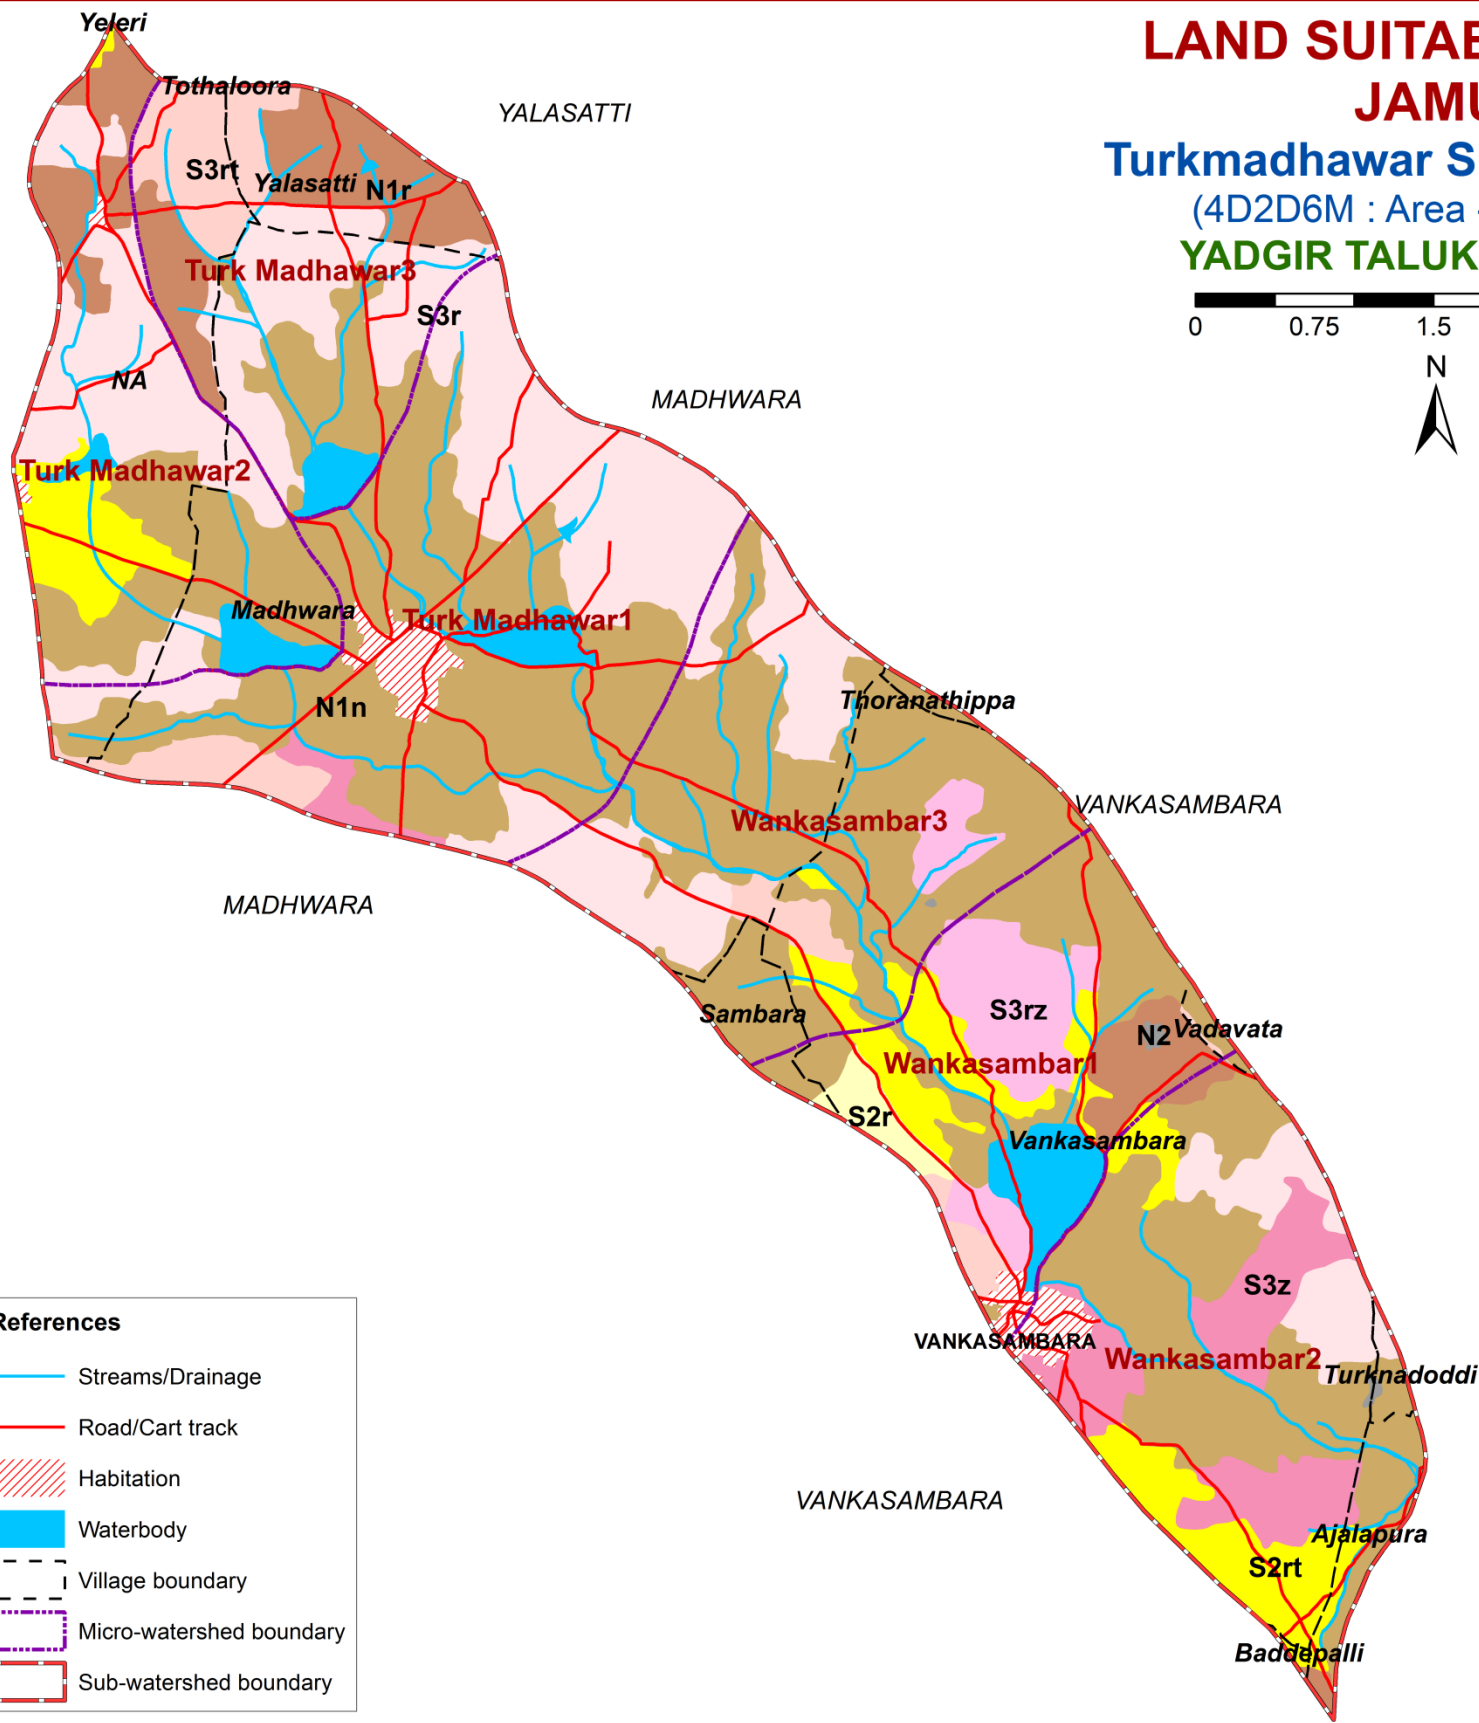 LAND SUITAB
JAMU
Turkmadhawar S
(4D2D6M : Area
YADGIR TALUK
0 0.75 1.5
N
Yeleri
Tothaloora
YALASATTI
S3rt
Yalasatti
N1r
Turk Madhawar3
S3r
NA
MADHWARA
Turk Madhawar2
Madhwara
Turk Madhawar1
N1n
Thoranathippa
VANKASAMBARA
Wankasambar3
MADHWARA
Sambara
S3rz
N2
Vadavata
Wankasambar1
S2r
Vankasambara
S3z
VANKASAMBARA
Wankasambar2
Turknadoddi
VANKASAMBARA
Ajalapura
S2rt
Baddepalli
References
Streams/Drainage
Road/Cart track
Habitation
Waterbody
Village boundary
Micro-watershed boundary
Sub-watershed boundary